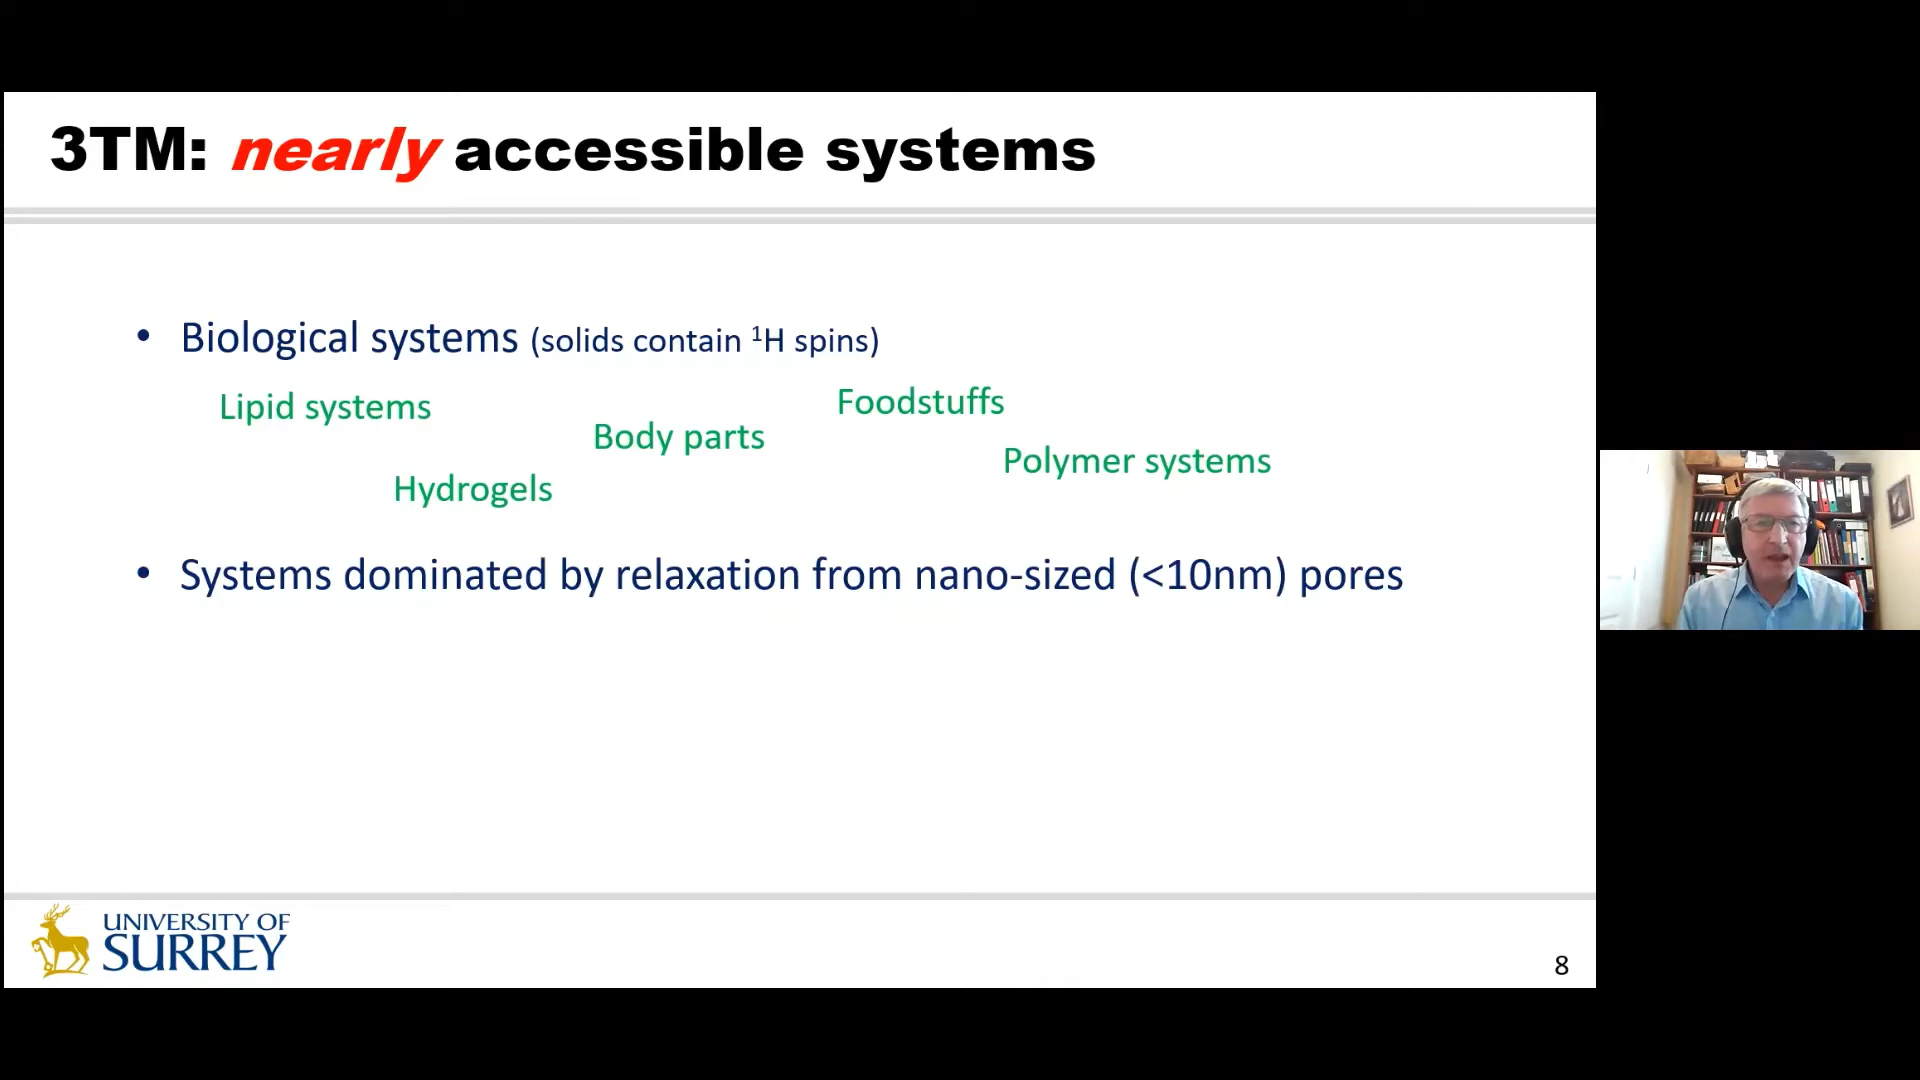 3TM: nearly accessible systems
• Biological systems (solids contain ¹H spins)
Lipid systems
Foodstuffs
Body parts
Polymer systems
Hydrogels
• Systems dominated by relaxation from nano-sized (<10nm) pores
UNIVERSITY OF
SURREY
8